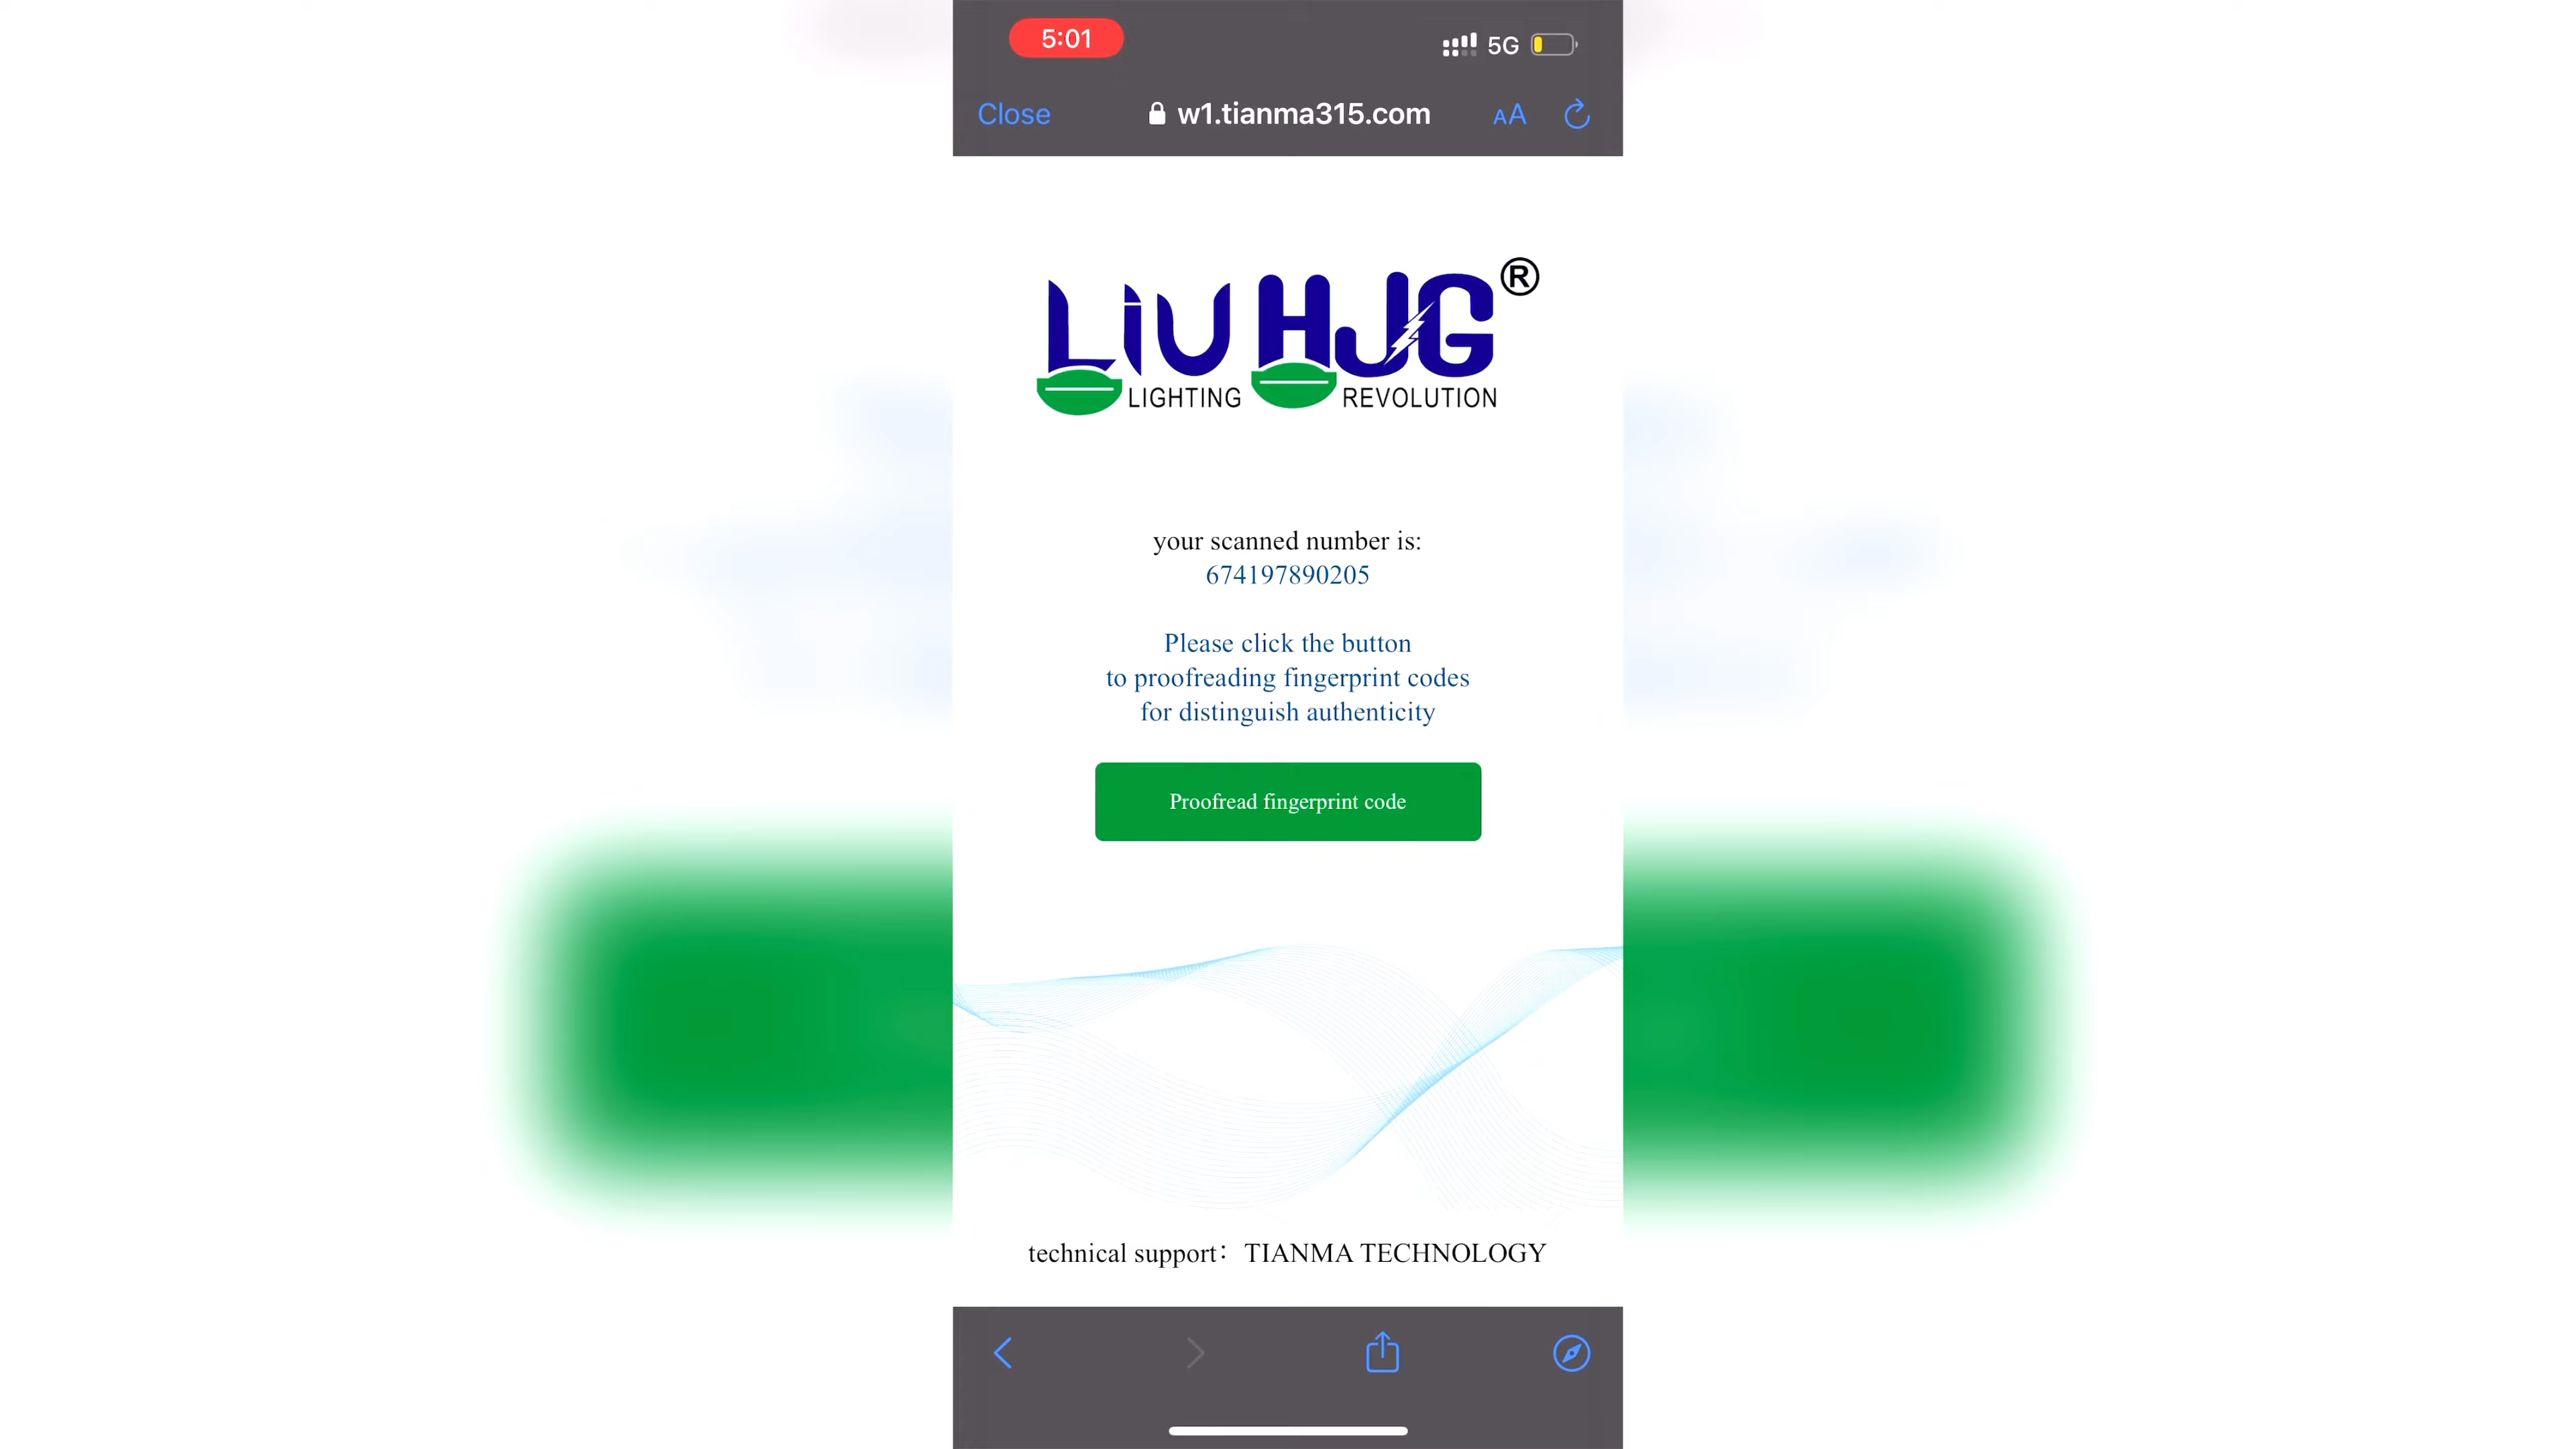 5:01
5G
Close
w1.tianma315.com
AA
LiU HJG ®
LIGHTING REVOLUTION
your scanned number is:
674197890205
Please click the button
to proofreading fingerprint codes
for distinguish authenticity
Proofread fingerprint code
technical support： TIANMA TECHNOLOGY